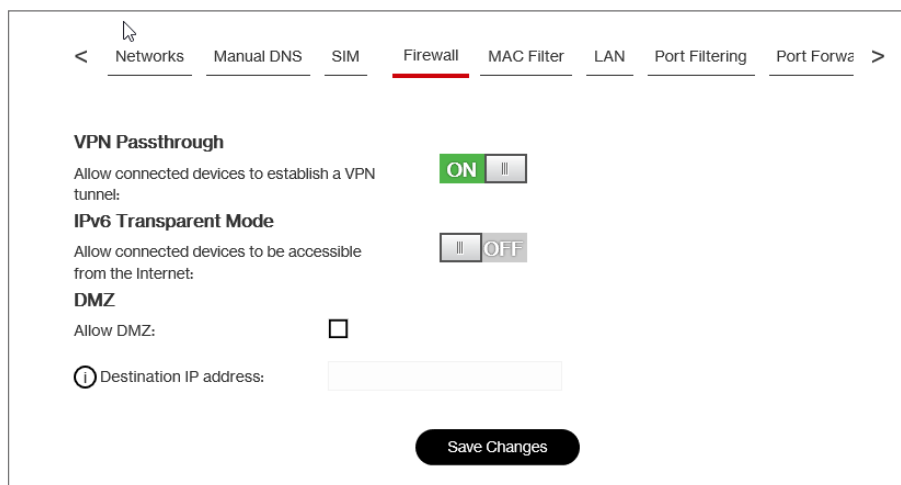 < Networks Manual DNS SIM Firewall MAC Filter LAN Port Filtering Port Forwa >
VPN Passthrough
Allow connected devices to establish a VPN
tunnel:
ON
IPv6 Transparent Mode
Allow connected devices to be accessible
from the Internet:
OFF
DMZ
Allow DMZ:
i Destination IP address:
Save Changes